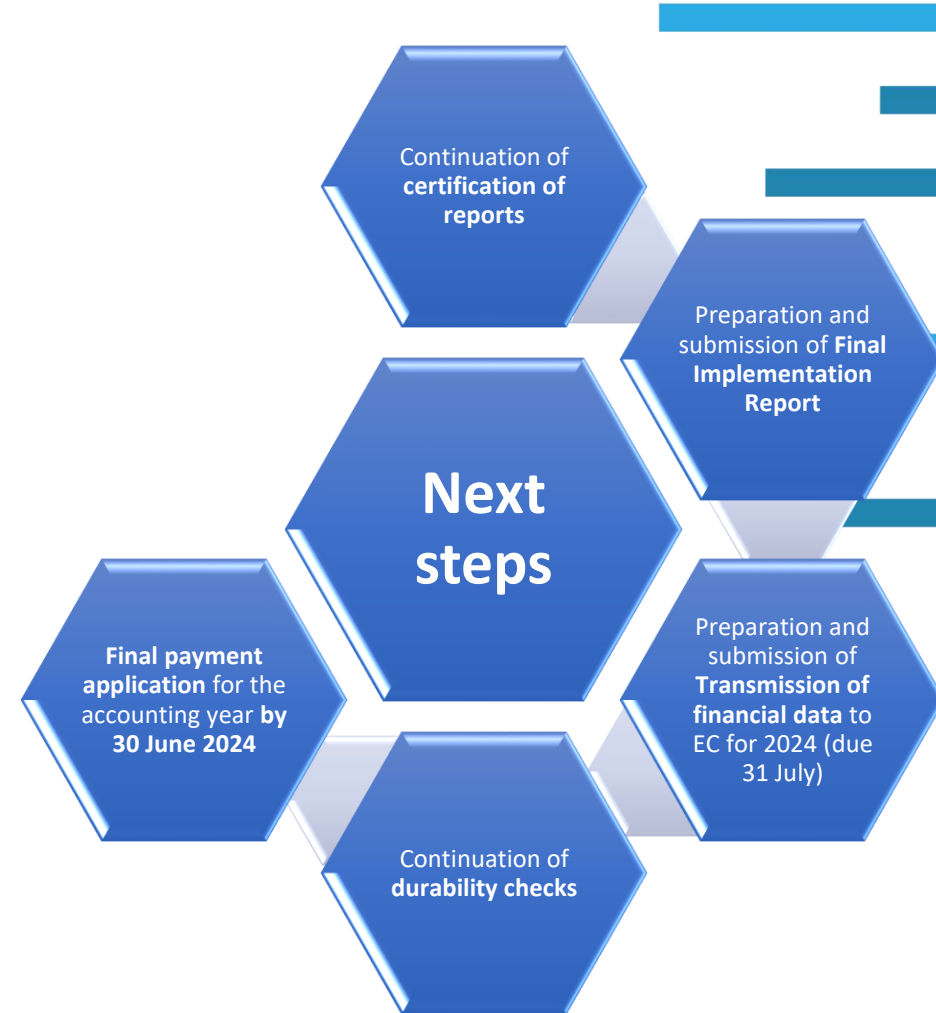 Continuation of
certification of
reports
Preparation and
submission of Final
Implementation
Report
Next
steps
Preparation and
submission of
Transmission of
financial data to
EC for 2024 (due
31 July)
Final payment
application for the
accounting year by
30 June 2024
Continuation of
durability checks